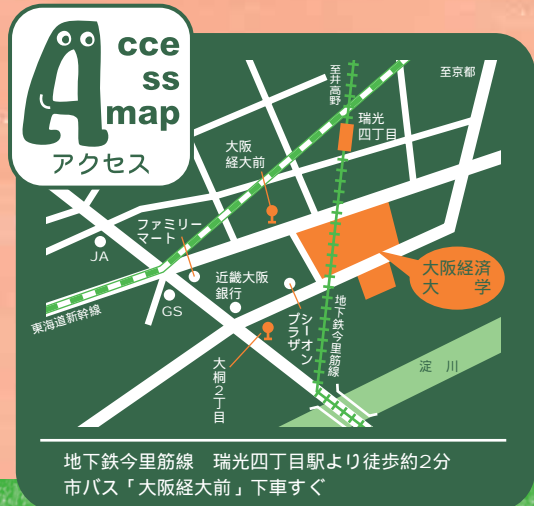 Access
map
アクセス
至京都
至井高野
瑞光
四丁目
大阪
経大前
ファミリー
マート
JA
近畿大阪
銀行
GS
東海道新幹線
シーオン
プラザ
地下鉄今里筋線
大阪経済
大　学
大桐2丁目
淀　川
地下鉄今里筋線　瑞光四丁目駅より徒歩約2分
市バス「大阪経大前」下車すぐ